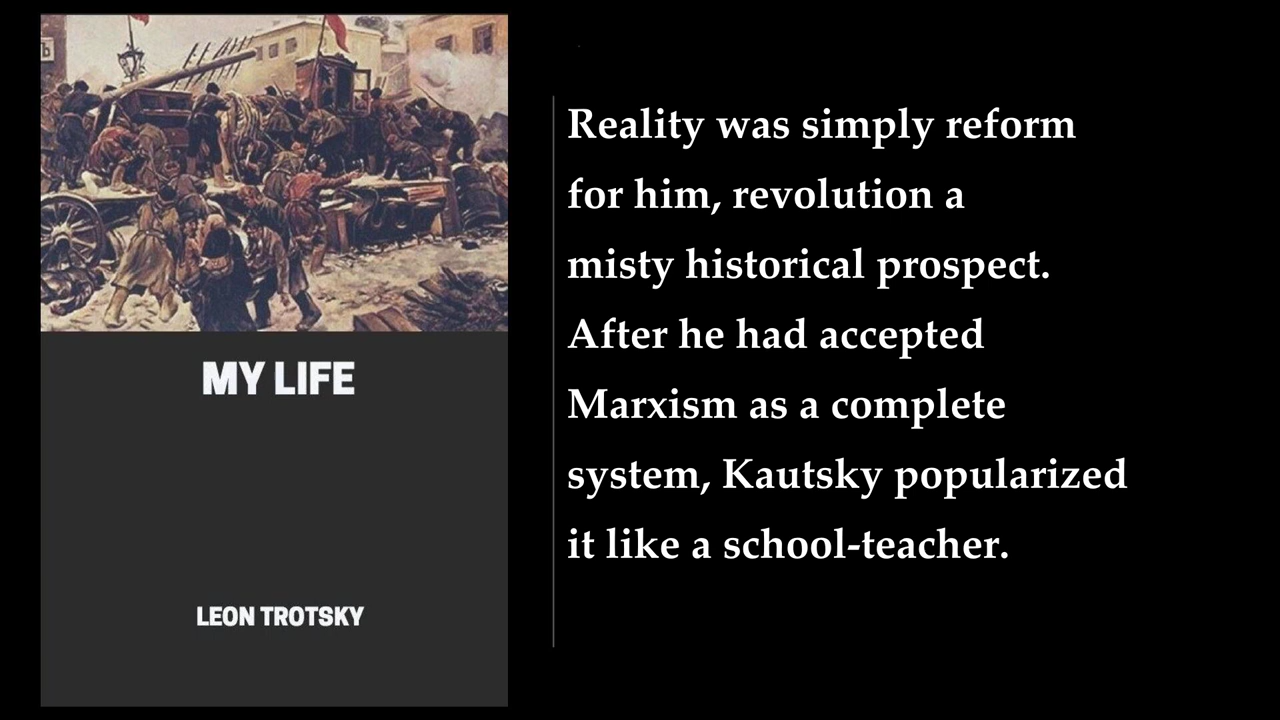 MY LIFE
LEON TROTSKY
Reality was simply reform
for him, revolution a
misty historical prospect.
After he had accepted
Marxism as a complete
system, Kautsky popularized
it like a school-teacher.